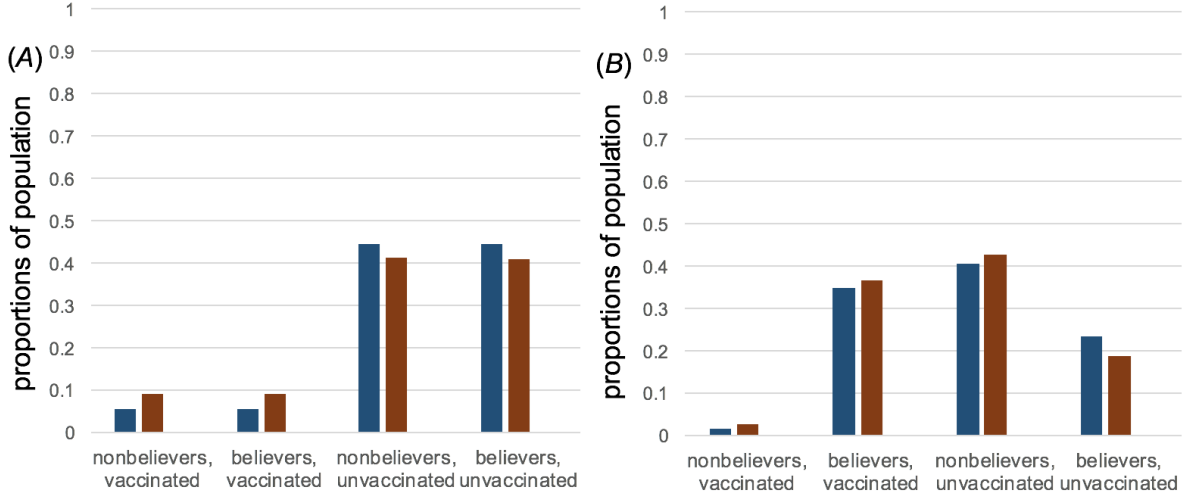 (A)
proportions of population
1
0.9
0.8
0.7
0.6
0.5
0.4
0.3
0.2
0.1
0
nonbelievers,
vaccinated
believers,
vaccinated
nonbelievers,
unvaccinated
believers,
unvaccinated
(B)
proportions of population
1
0.9
0.8
0.7
0.6
0.5
0.4
0.3
0.2
0.1
0
nonbelievers,
vaccinated
believers,
vaccinated
nonbelievers,
unvaccinated
believers,
unvaccinated